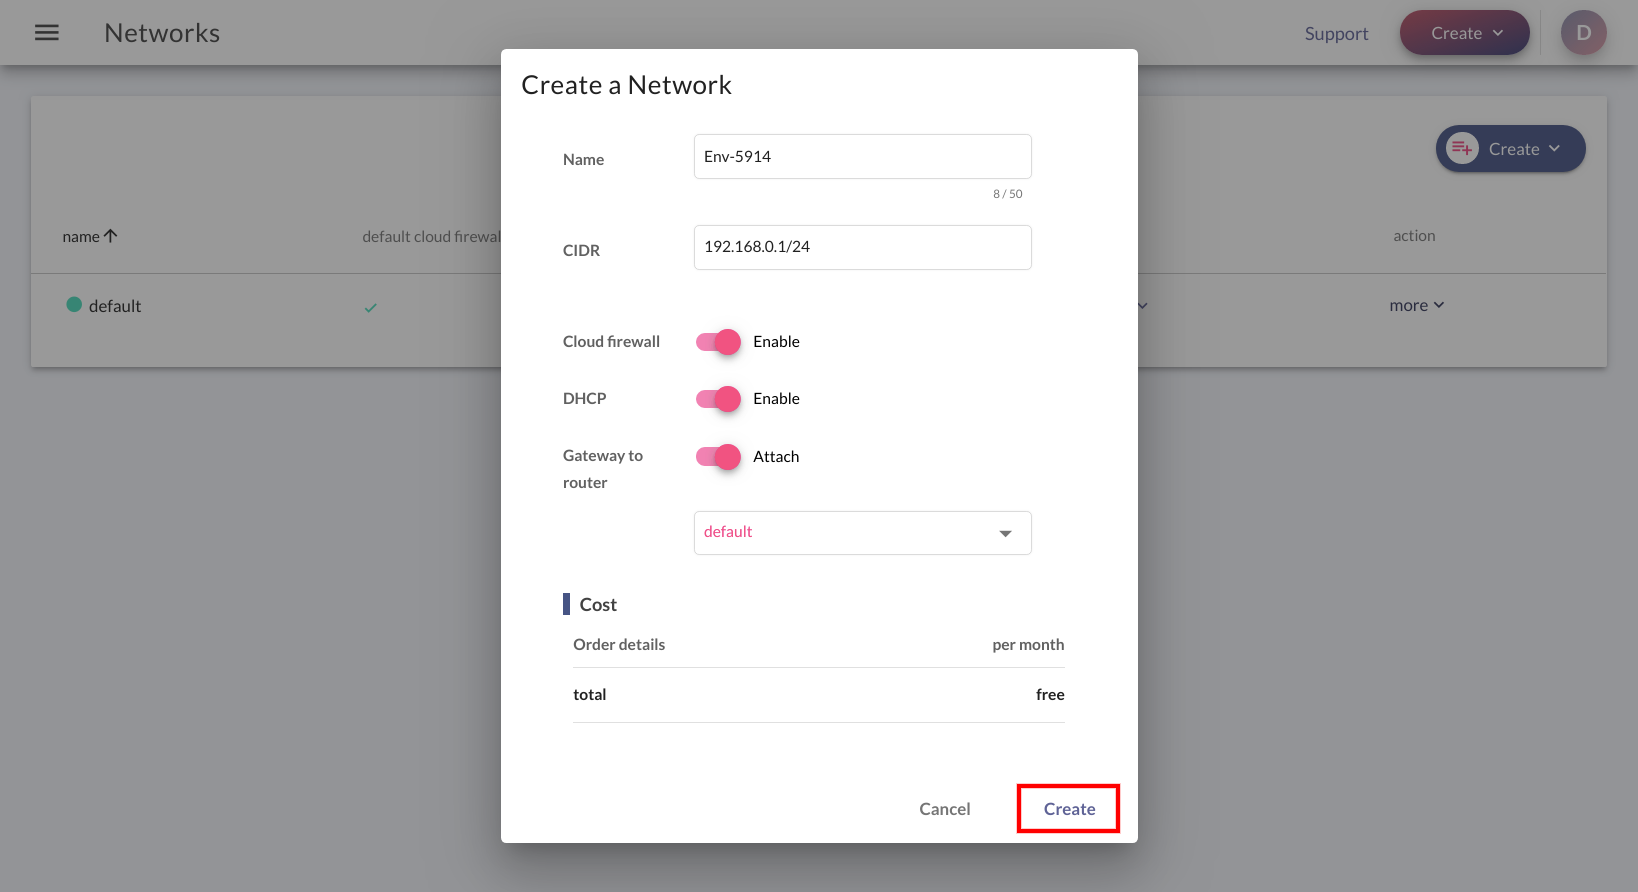 Networks
Support
Create
D
Create a Network
Name
Env-5914
8 / 50
Create
name
default cloud firewal
action
CIDR
192.168.0.1/24
default
more
Cloud firewall
Enable
DHCP
Enable
Gateway to
router
Attach
default
Cost
Order details
per month
total
free
Cancel
Create